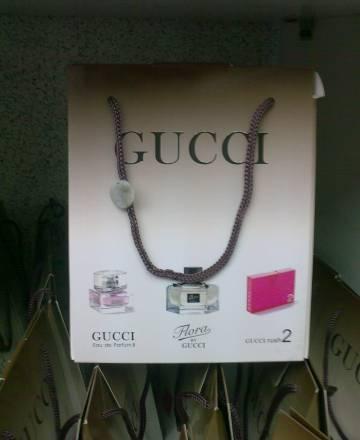 GUCCI
GUCCI
Eau de Parfum II
Flora
BY
GUCCI
GUCCI rush 2